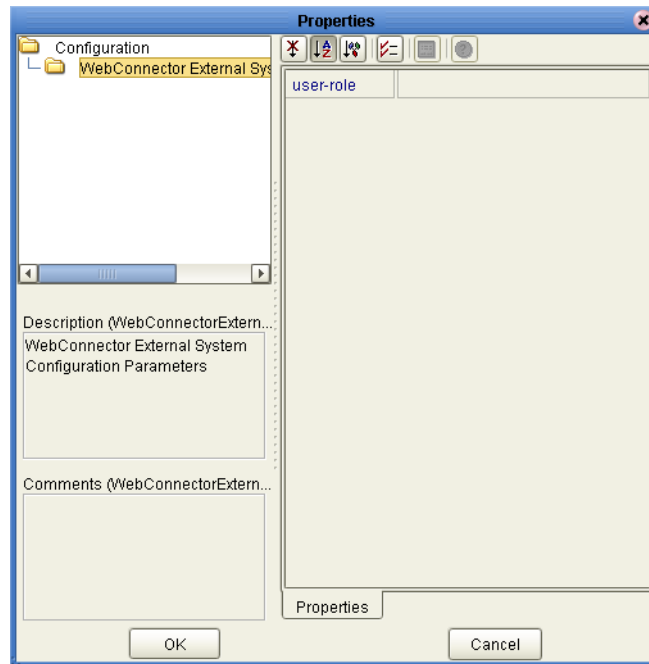 Properties
Configuration
WebConnector External Sys
user-role
Description (WebConnectorExtern...
WebConnector External System
Configuration Parameters
Comments (WebConnectorExtern...
Properties
OK
Cancel